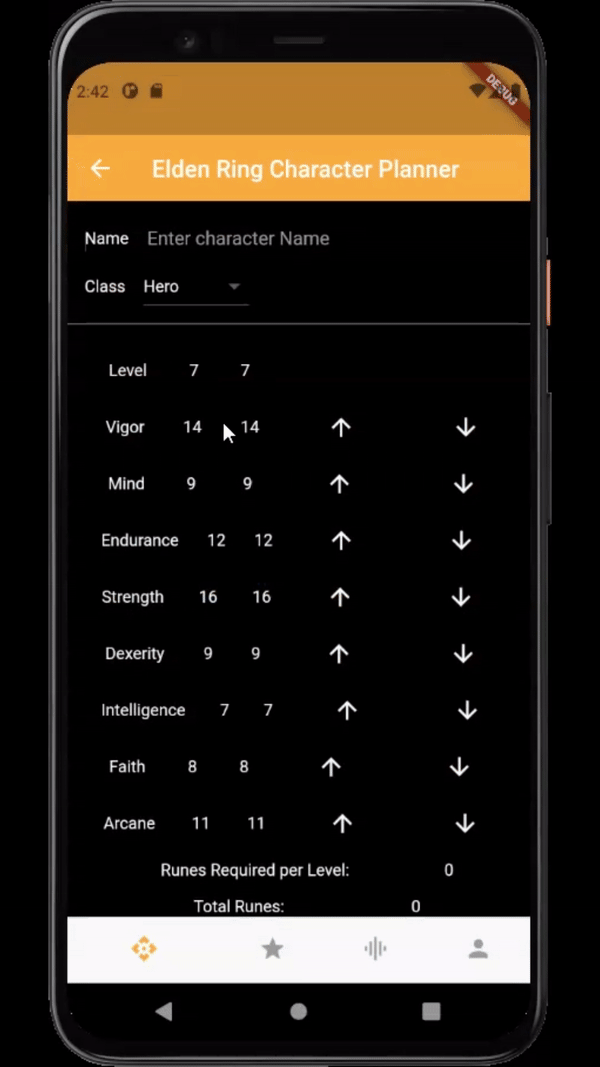 2:42
DEBUG
Elden Ring Character Planner
Name Enter character Name
Class Hero
Level 7 7
Vigor 14 14
Mind 9 9
Endurance 12 12
Strength 16 16
Dexerity 9 9
Intelligence 7 7
Faith 8 8
Arcane 11 11
Runes Required per Level: 0
Total Runes: 0